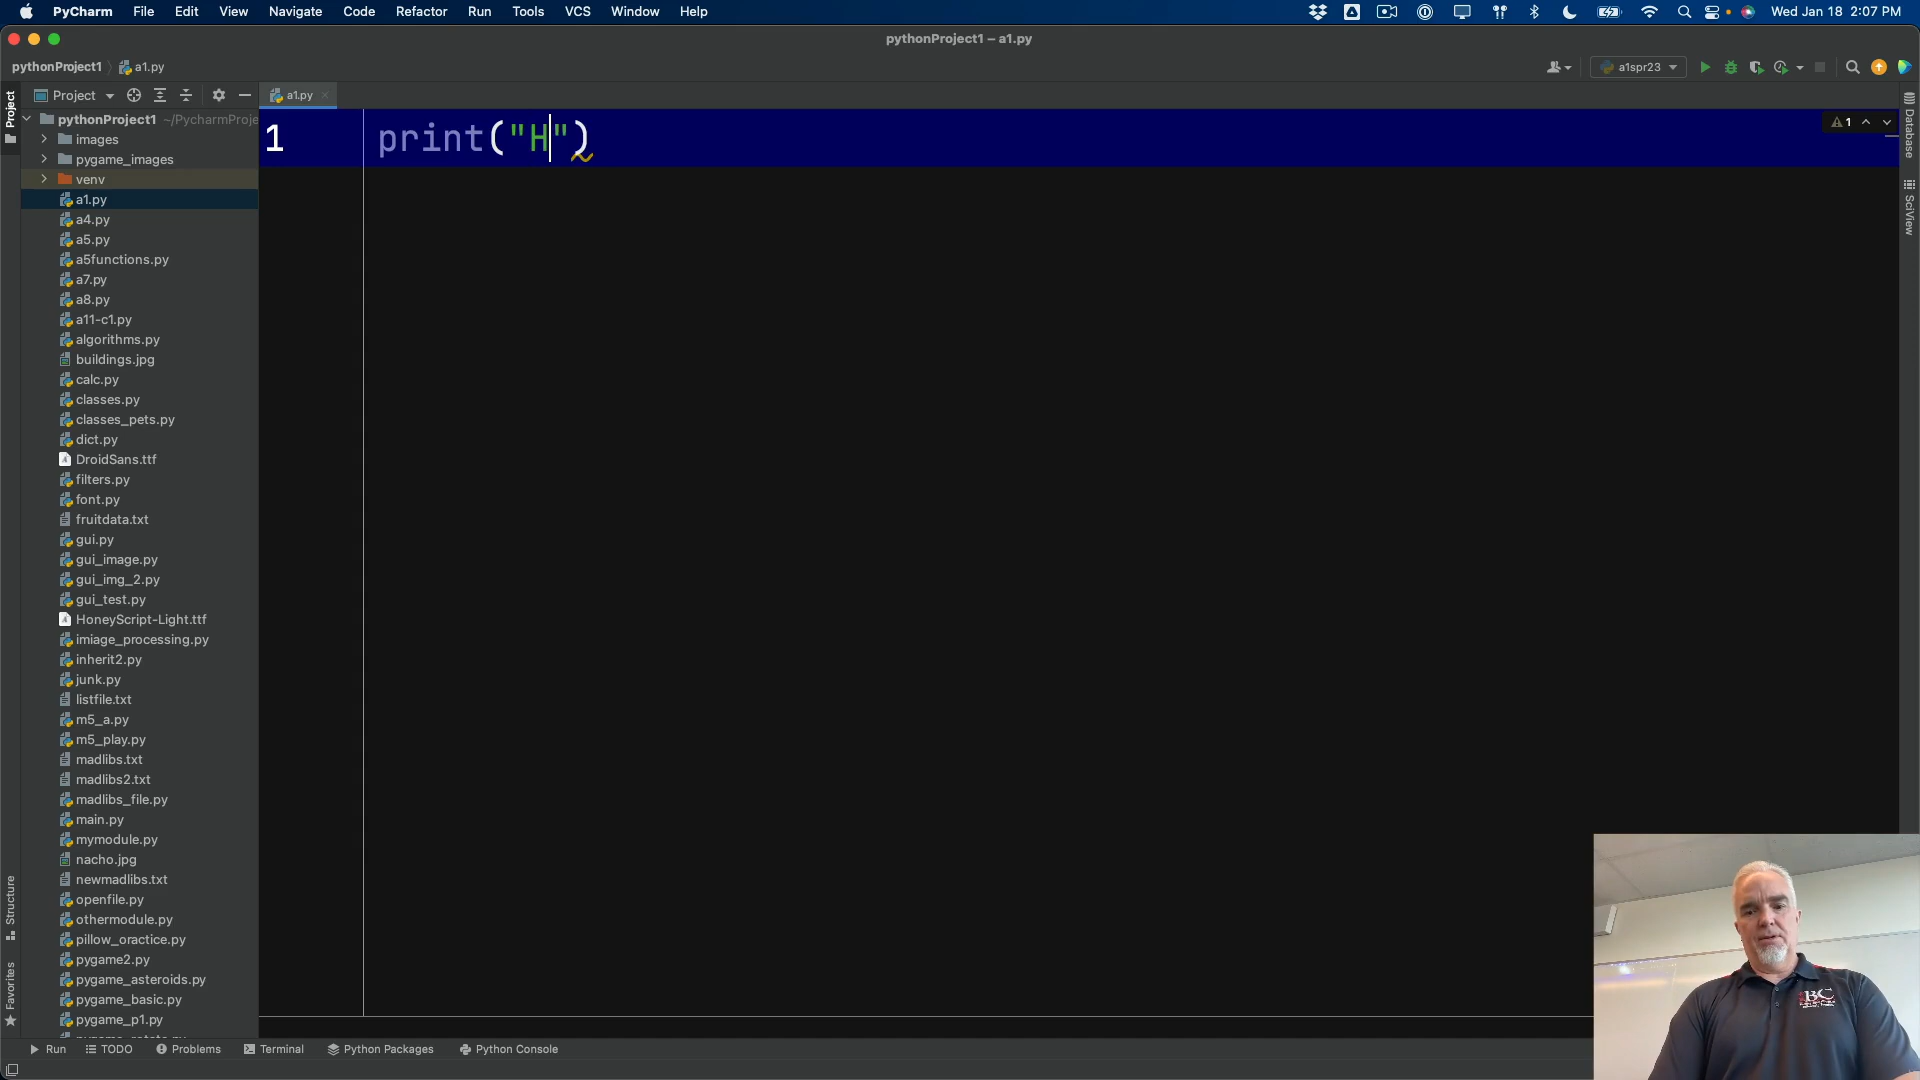 PyCharm File Edit View Navigate Code Refactor Run Tools VCS Window Help Wed Jan 18 2:07 PM
pythonProject1 – a1.py
pythonProject1 a1.py a1spr23
Project
Project
a1.py
pythonProject1 ~/PycharmProje
1 print("H")
1
images
pygame_images
venv
a1.py
a4.py
a5.py
a5functions.py
a7.py
a8.py
a11-c1.py
algorithms.py
buildings.jpg
calc.py
classes.py
classes_pets.py
dict.py
DroidSans.ttf
filters.py
font.py
fruitdata.txt
gui.py
gui_image.py
gui_img_2.py
gui_test.py
HoneyScript-Light.ttf
imiage_processing.py
inherit2.py
junk.py
listfile.txt
m5_a.py
m5_play.py
madlibs.txt
madlibs2.txt
madlibs_file.py
main.py
mymodule.py
nacho.jpg
newmadlibs.txt
openfile.py
othermodule.py
pillow_oractice.py
pygame2.py
pygame_asteroids.py
pygame_basic.py
pygame_p1.py
Structure
Favorites
Database
SciView
BC
Run TODO Problems Terminal Python Packages Python Console